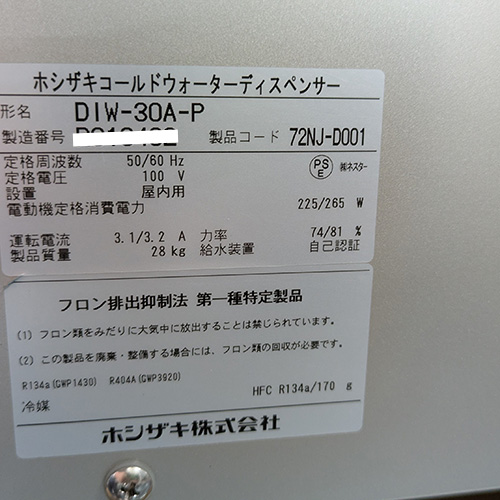 ホシザキコールドウォーターディスペンサー
形名 DIW-30A-P
製造番号 製品コード 72NJ-D001
定格周波数 50/60 Hz PSE ㈱ネスター
定格電圧 100 V
設置 屋内用
電動機定格消費電力 225/265 W
運転電流 3.1/3.2 A 力率 74/81 %
製品質量 28 kg 給水装置 自己認証
フロン排出抑制法 第一種特定製品
(1) フロン類をみだりに大気中に放出することは禁じられています。
(2) この製品を廃棄・整備する場合には、フロン類の回収が必要です。
R134a(GWP1430) R404A(GWP3920)
冷媒 HFC R134a/170 g
ホシザキ株式会社